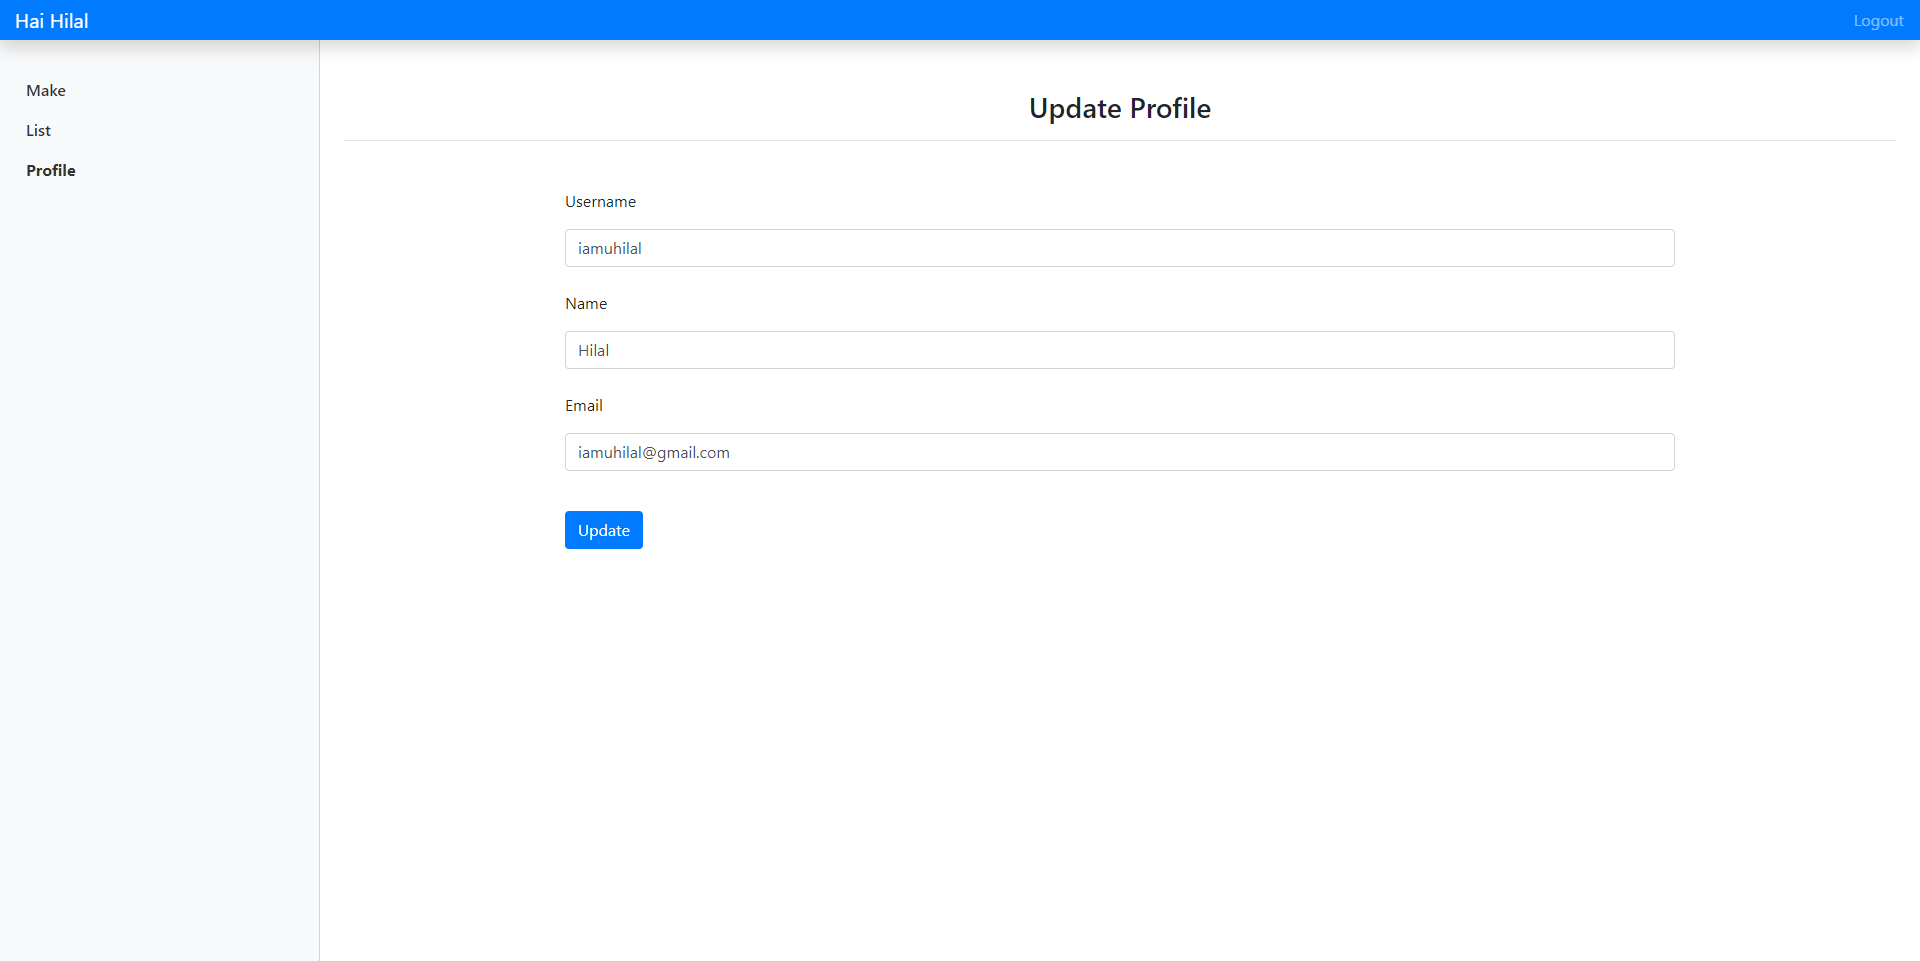 Hai Hilal
Logout
Make
List
Profile
Update Profile
Username
iamuhilal
Name
Hilal
Email
iamuhilal@gmail.com
Update